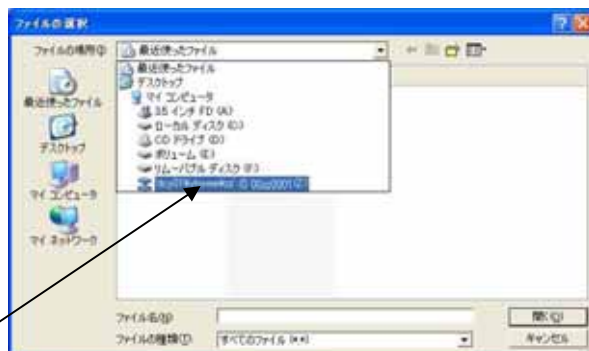 ファイルの選択
ファイルの場所(I):
最近使ったファイル
最近使ったファイル
デスクトップ
マイ コンピュータ
3.5 インチ FD (A:)
ローカル ディスク (C:)
CD ドライブ (D:)
ボリューム (E:)
リムーバブル ディスク (F:)
最近使ったファイル
デスクトップ
マイ コンピュータ
マイ ネットワーク
ファイル名(N):
開く(O)
ファイルの種類(T):
すべてのファイル (*.*)
キャンセル